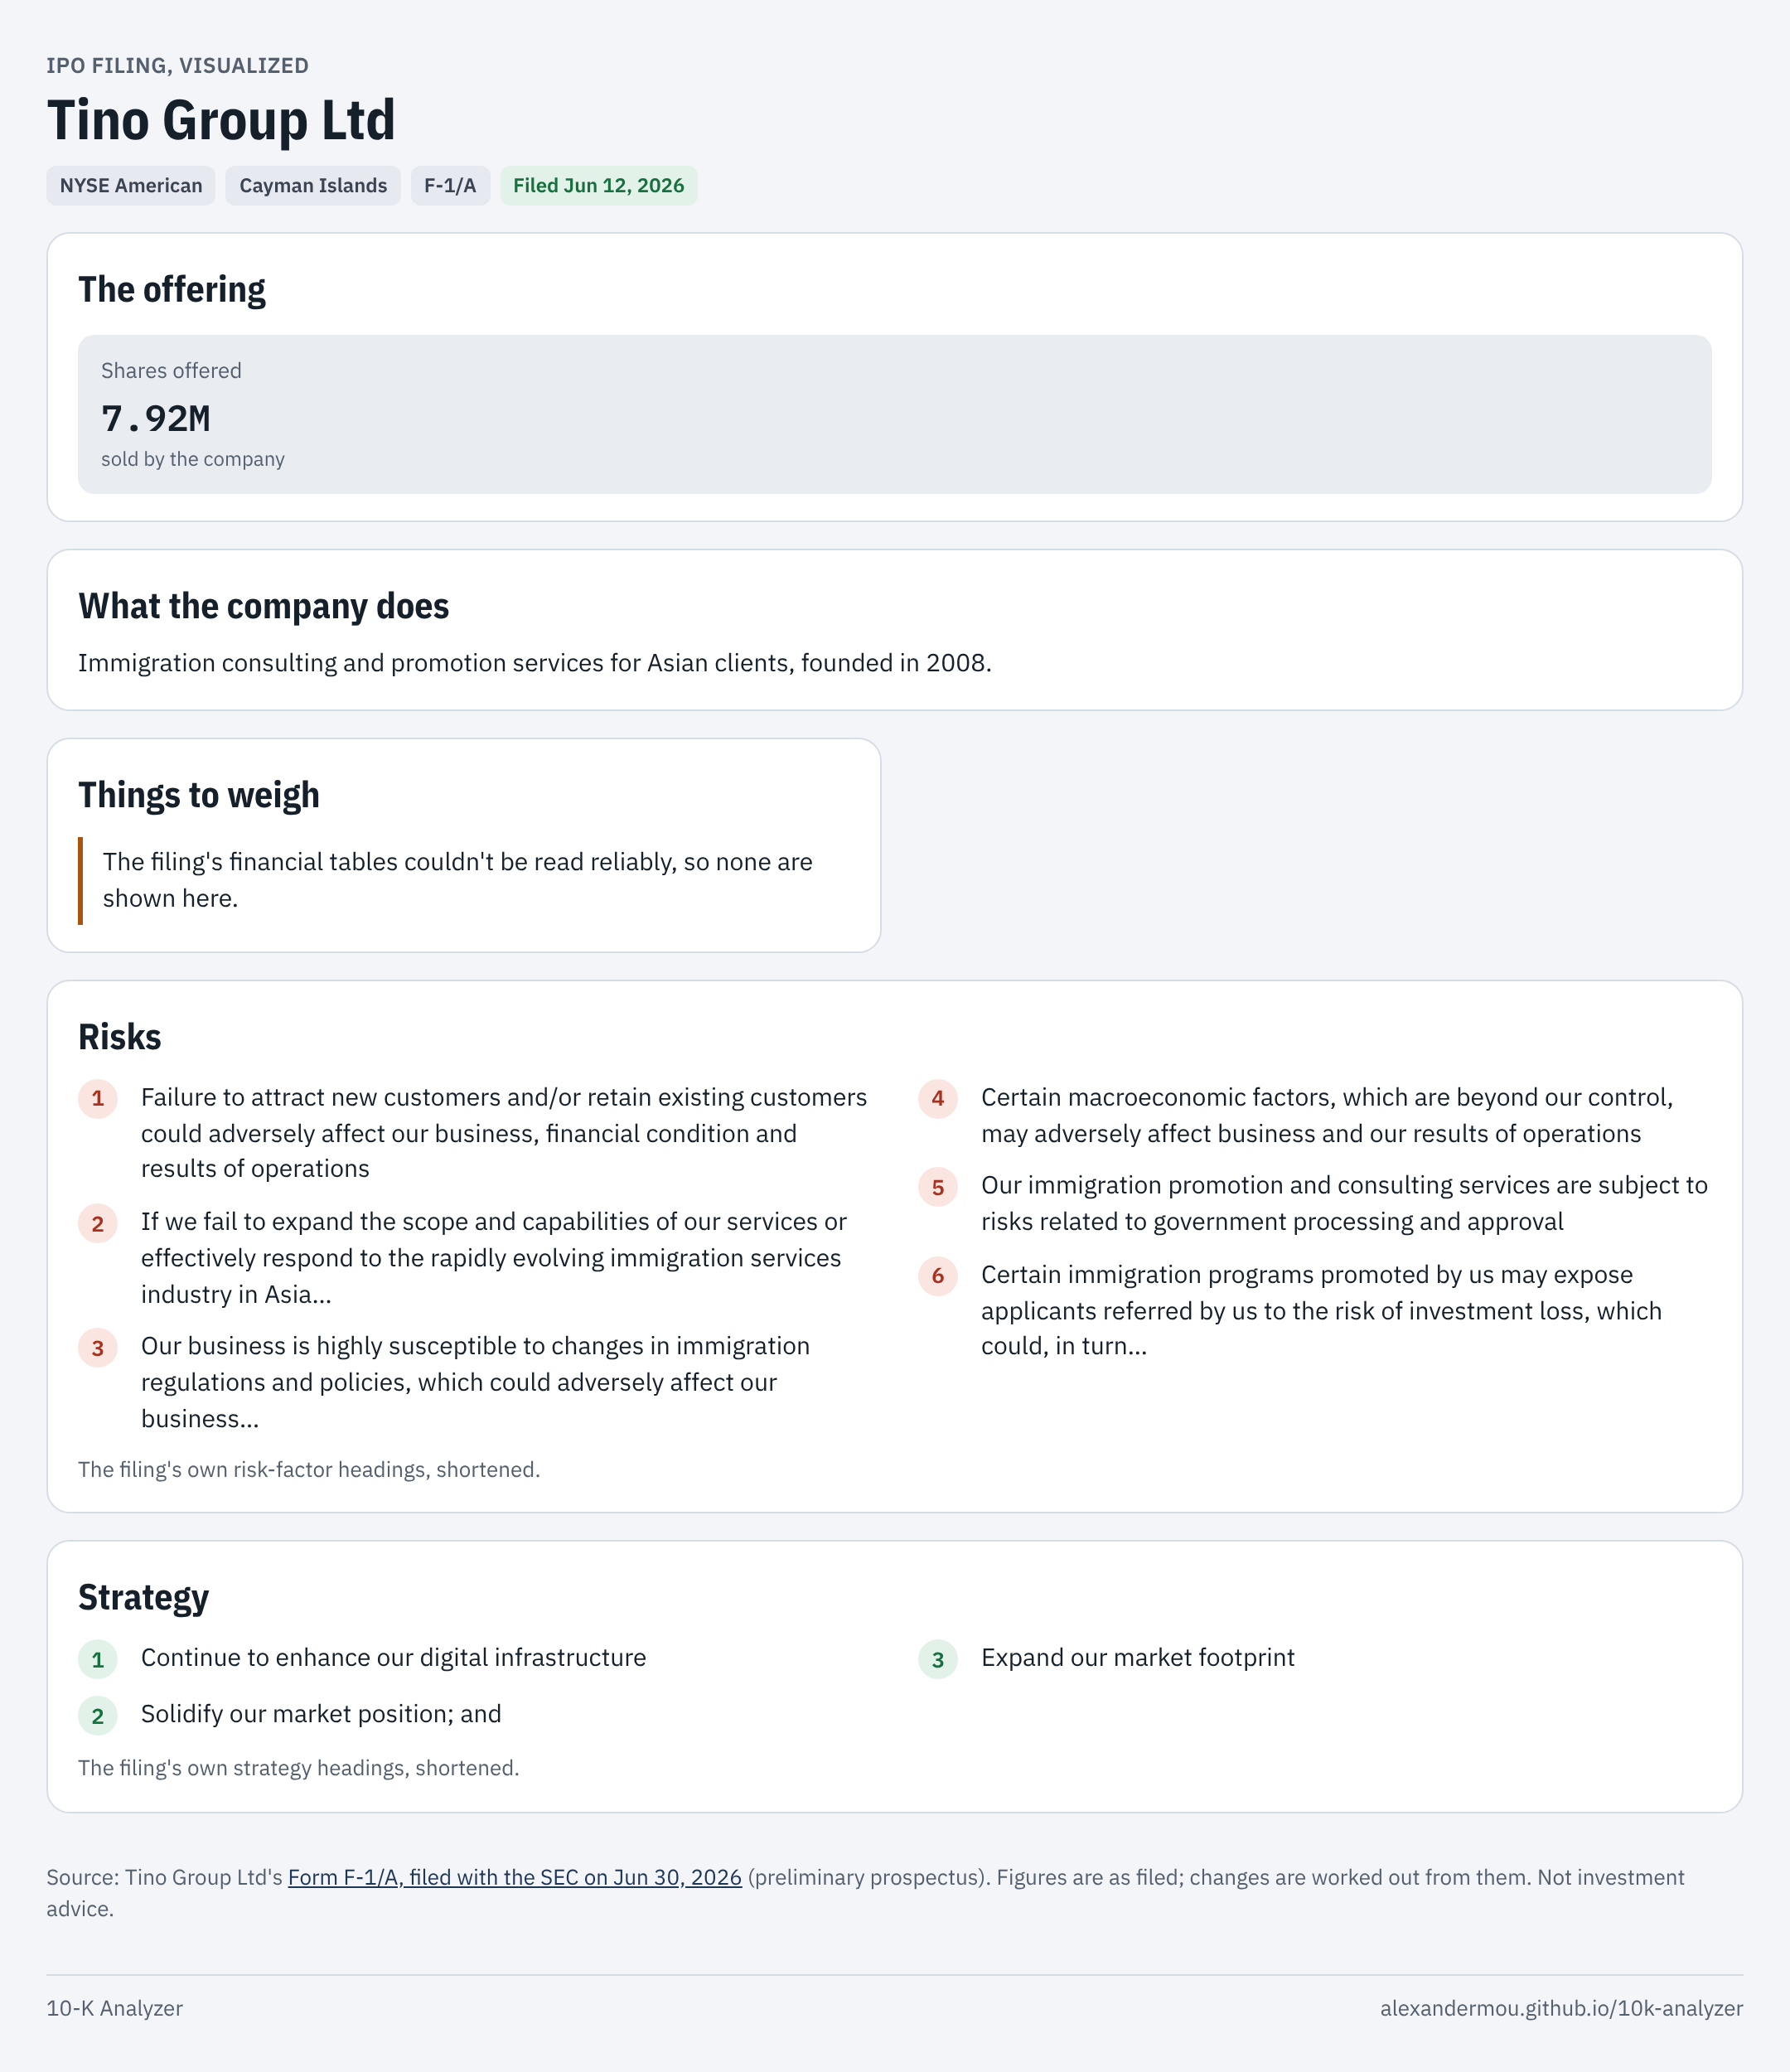 IPO FILING, VISUALIZED
Tino Group Ltd
NYSE American
Cayman Islands
F-1/A
Filed Jun 12, 2026
The offering
Shares offered
7.92M
sold by the company
What the company does
Immigration consulting and promotion services for Asian clients, founded in 2008.
Things to weigh
The filing's financial tables couldn't be read reliably, so none are
shown here.
Risks
1
Failure to attract new customers and/or retain existing customers
could adversely affect our business, financial condition and
results of operations
2
If we fail to expand the scope and capabilities of our services or
effectively respond to the rapidly evolving immigration services
industry in Asia...
3
Our business is highly susceptible to changes in immigration
regulations and policies, which could adversely affect our
business...
4
Certain macroeconomic factors, which are beyond our control,
may adversely affect business and our results of operations
5
Our immigration promotion and consulting services are subject to
risks related to government processing and approval
6
Certain immigration programs promoted by us may expose
applicants referred by us to the risk of investment loss, which
could, in turn...
The filing's own risk-factor headings, shortened.
Strategy
1
Continue to enhance our digital infrastructure
2
Solidify our market position; and
3
Expand our market footprint
The filing's own strategy headings, shortened.
Source: Tino Group Ltd's Form F-1/A, filed with the SEC on Jun 30, 2026 (preliminary prospectus). Figures are as filed; changes are worked out from them. Not investment
advice.
10-K Analyzer
alexandermou.github.io/10k-analyzer